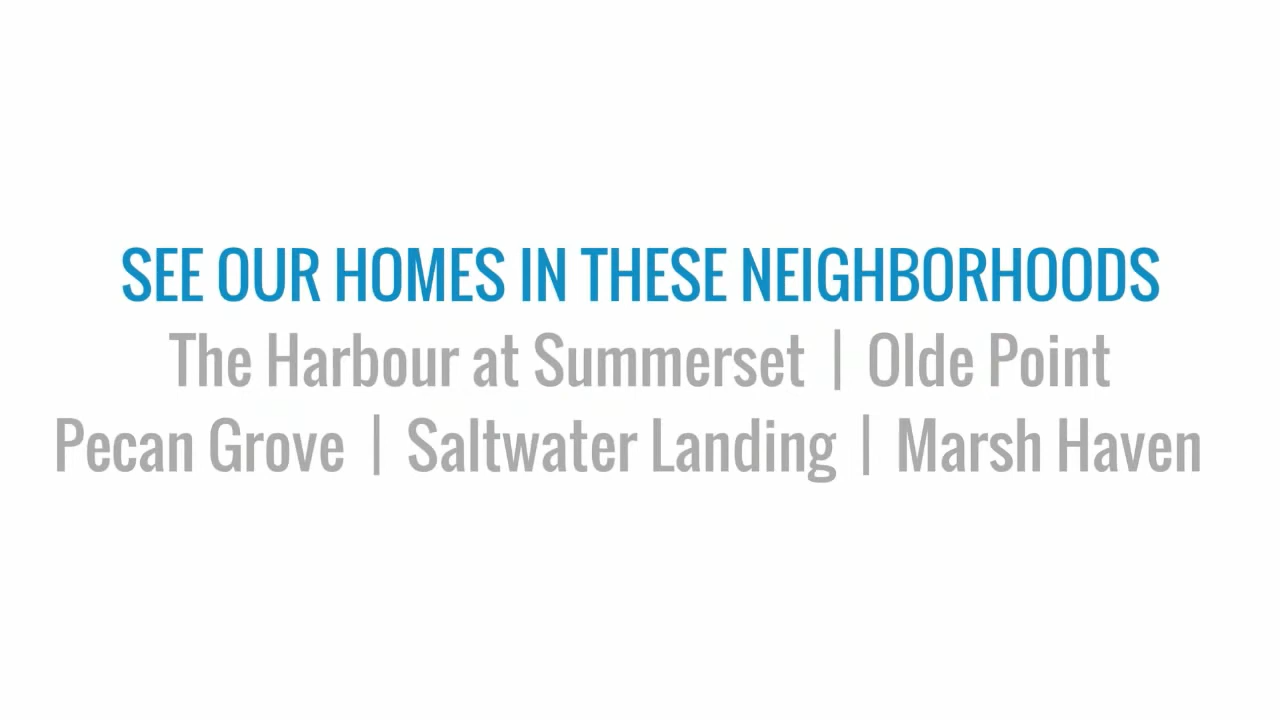 SEE OUR HOMES IN THESE NEIGHBORHOODS
The Harbour at Summerset | Olde Point
Pecan Grove | Saltwater Landing | Marsh Haven